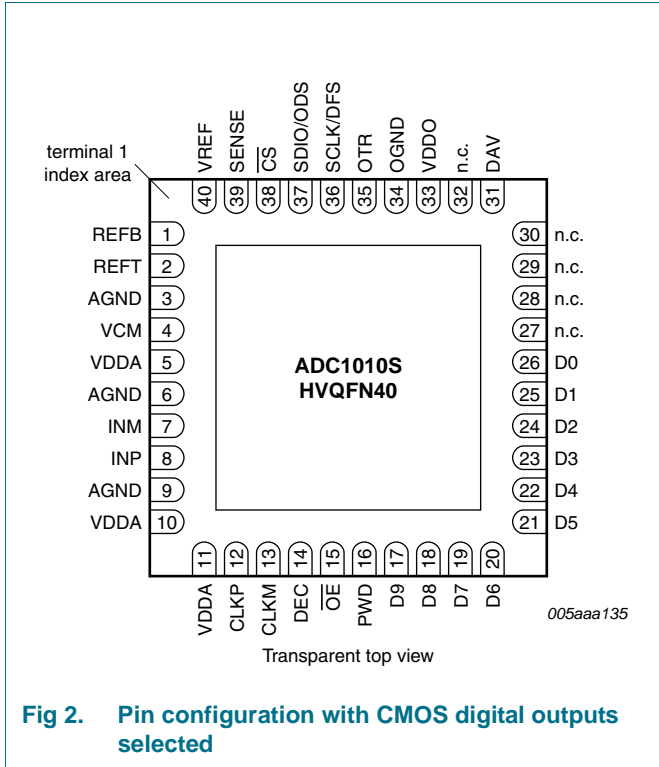 terminal 1
index area
40 VREF
39 SENSE
38 C̅S̅
37 SDIO/ODS
36 SCLK/DFS
35 OTR
34 OGND
33 VDDO
32 n.c.
31 DAV
REFB 1
REFT 2
AGND 3
VCM 4
VDDA 5
AGND 6
INM 7
INP 8
AGND 9
VDDA 10
30 n.c.
29 n.c.
28 n.c.
27 n.c.
26 D0
25 D1
24 D2
23 D3
22 D4
21 D5
ADC1010S
HVQFN40
VDDA 11
CLKP 12
CLKM 13
DEC 14
O̅E̅ 15
PWD 16
D9 17
D8 18
D7 19
D6 20
005aaa135
Transparent top view
Fig 2. Pin configuration with CMOS digital outputs
selected